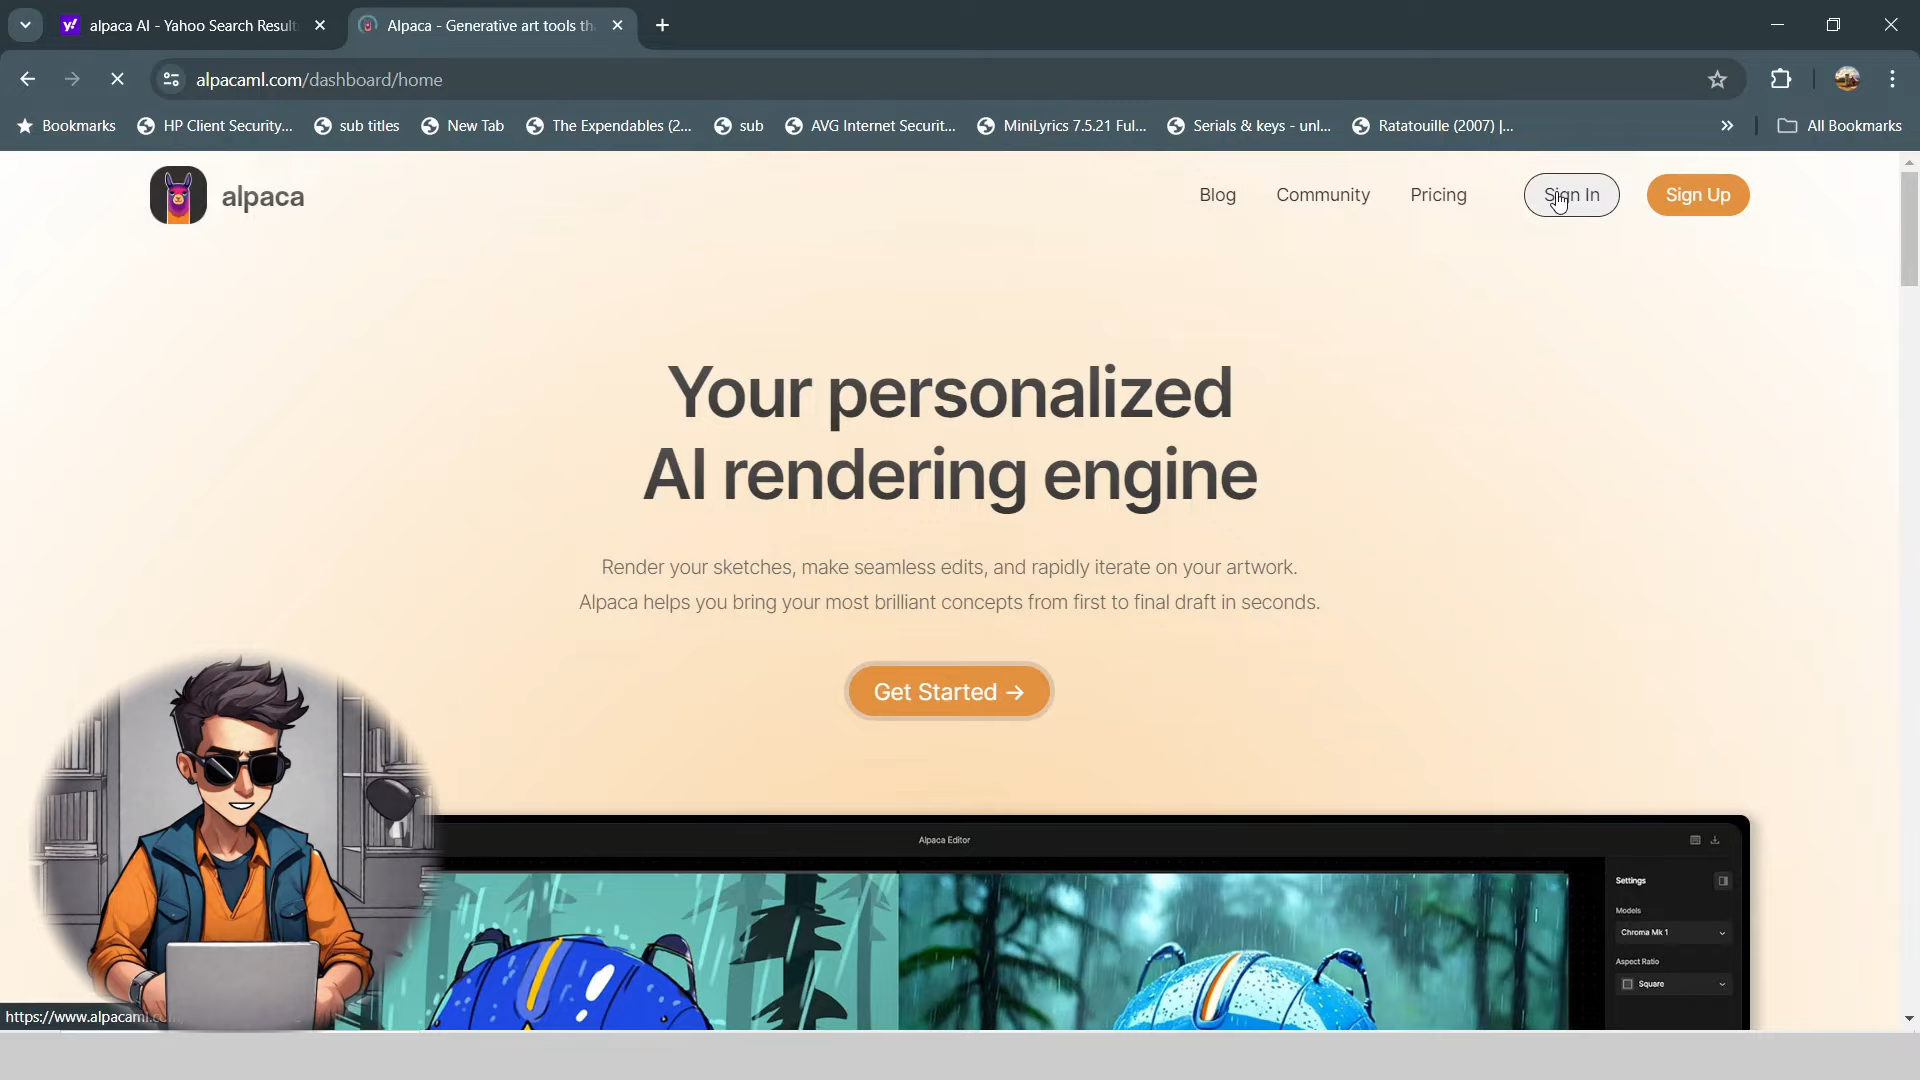 alpaca AI - Yahoo Search Result
Alpaca - Generative art tools th
alpacaml.com/dashboard/home
Bookmarks
HP Client Security...
sub titles
New Tab
The Expendables (2...
sub
AVG Internet Securit...
MiniLyrics 7.5.21 Ful...
Serials & keys - unl...
Ratatouille (2007) |...
All Bookmarks
alpaca
Blog
Community
Pricing
Sign In
Sign Up
Your personalized
AI rendering engine
Render your sketches, make seamless edits, and rapidly iterate on your artwork.
Alpaca helps you bring your most brilliant concepts from first to final draft in seconds.
Get Started →
Alpaca Editor
Settings
Models
Chroma Mk 1
Aspect Ratio
Square
https://www.alpacaml.c